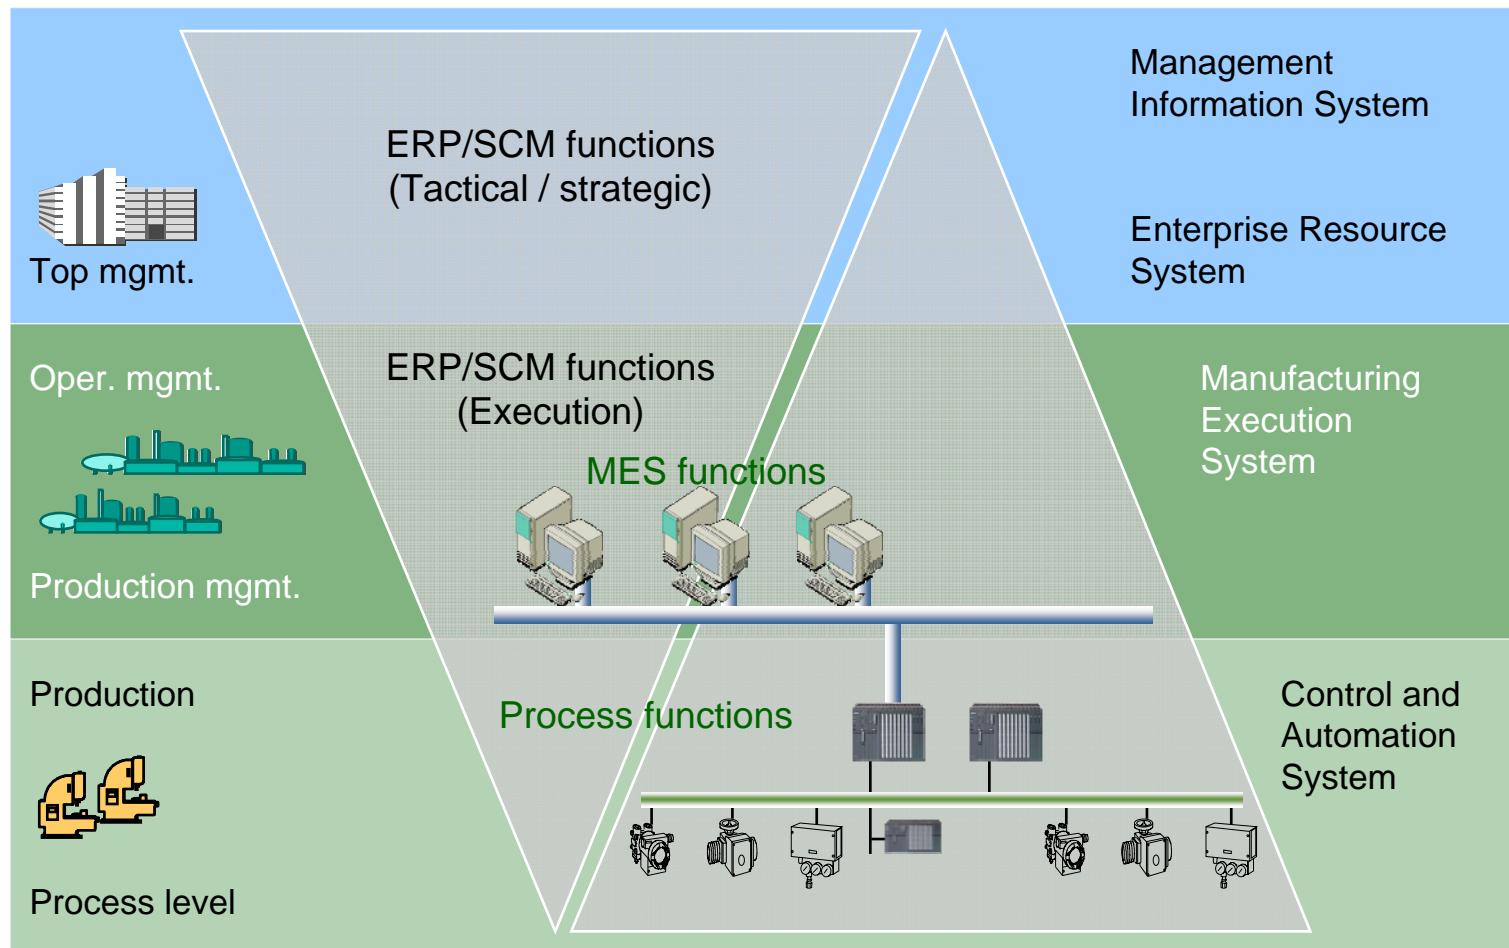 Management
Information System
ERP/SCM functions
(Tactical / strategic)
Enterprise Resource
System
Top mgmt.
Oper. mgmt.
ERP/SCM functions
(Execution)
Manufacturing
Execution
System
MES functions
Production mgmt.
Production
Process functions
Control and
Automation
System
Process level